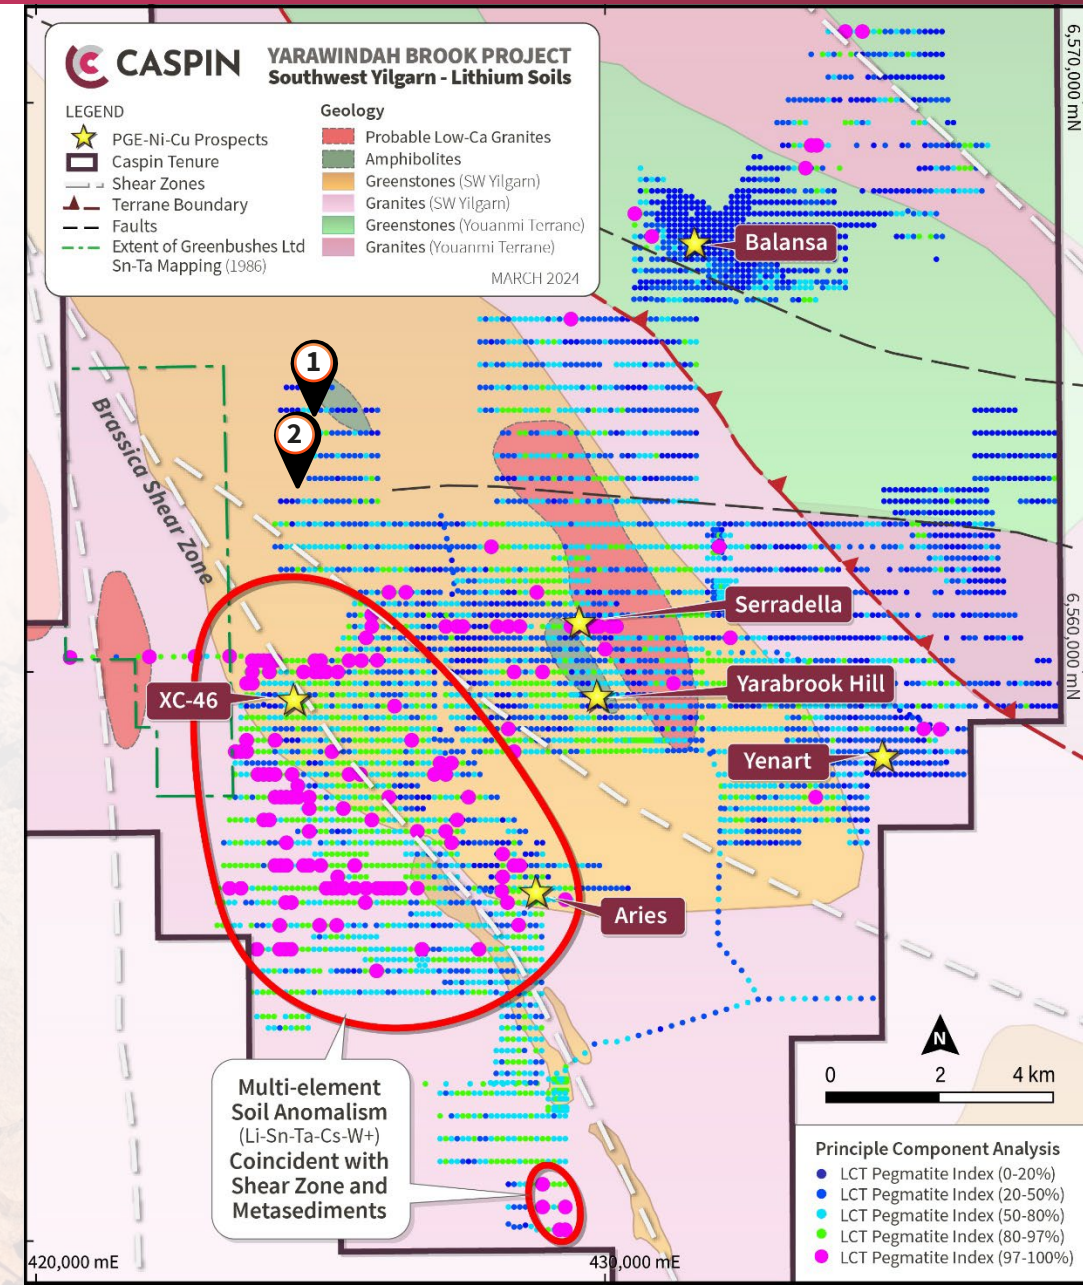 CASPIN
YARAWINDAH BROOK PROJECT
Southwest Yilgarn - Lithium Soils
LEGEND
PGE-Ni-Cu Prospects
Caspin Tenure
Shear Zones
Terrane Boundary
Faults
Extent of Greenbushes Ltd
Sn-Ta Mapping (1986)
Geology
Probable Low-Ca Granites
Amphibolites
Greenstones (SW Yilgarn)
Granites (SW Yilgarn)
Greenstones (Youanmi Terrane)
Granites (Youanmi Terrane)
MARCH 2024
6,570,000 mN
Balansa
1
2
Brassica Shear Zone
Serradella
6,560,000 mN
Yarabrook Hill
XC-46
Yenart
Aries
Multi-element
Soil Anomalism
(Li-Sn-Ta-Cs-W+)
Coincident with
Shear Zone and
Metasediments
N
0 2 4 km
Principle Component Analysis
LCT Pegmatite Index (0-20%)
LCT Pegmatite Index (20-50%)
LCT Pegmatite Index (50-80%)
LCT Pegmatite Index (80-97%)
LCT Pegmatite Index (97-100%)
420,000 mE
430,000 mE